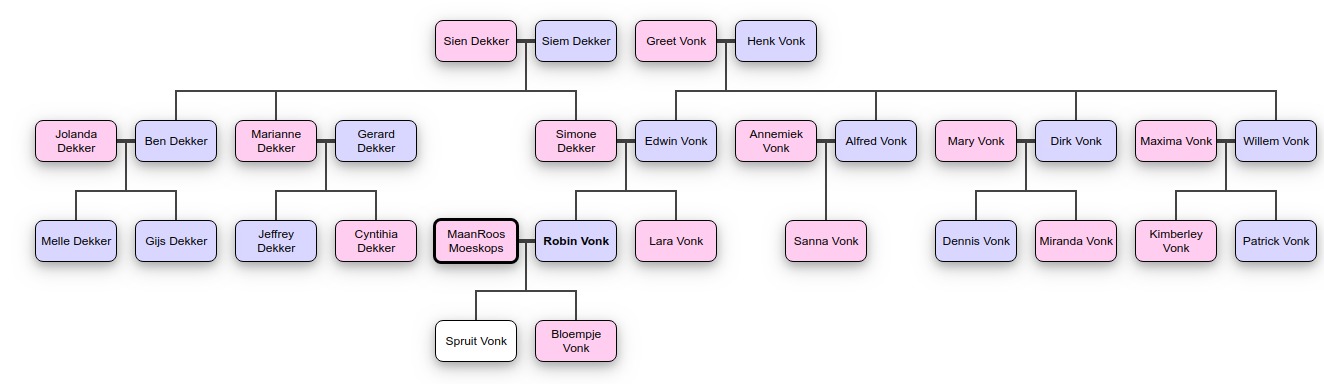 Sien Dekker
Siem Dekker
Greet Vonk
Henk Vonk
Jolanda
Dekker
Ben Dekker
Marianne
Dekker
Gerard
Dekker
Simone
Dekker
Edwin Vonk
Annemiek
Vonk
Alfred Vonk
Mary Vonk
Dirk Vonk
Maxima Vonk
Willem Vonk
Melle Dekker
Gijs Dekker
Jeffrey
Dekker
Cyntihia
Dekker
MaanRoos
Moeskops
Robin Vonk
Lara Vonk
Sanna Vonk
Dennis Vonk
Miranda Vonk
Kimberley
Vonk
Patrick Vonk
Spruit Vonk
Bloempje
Vonk